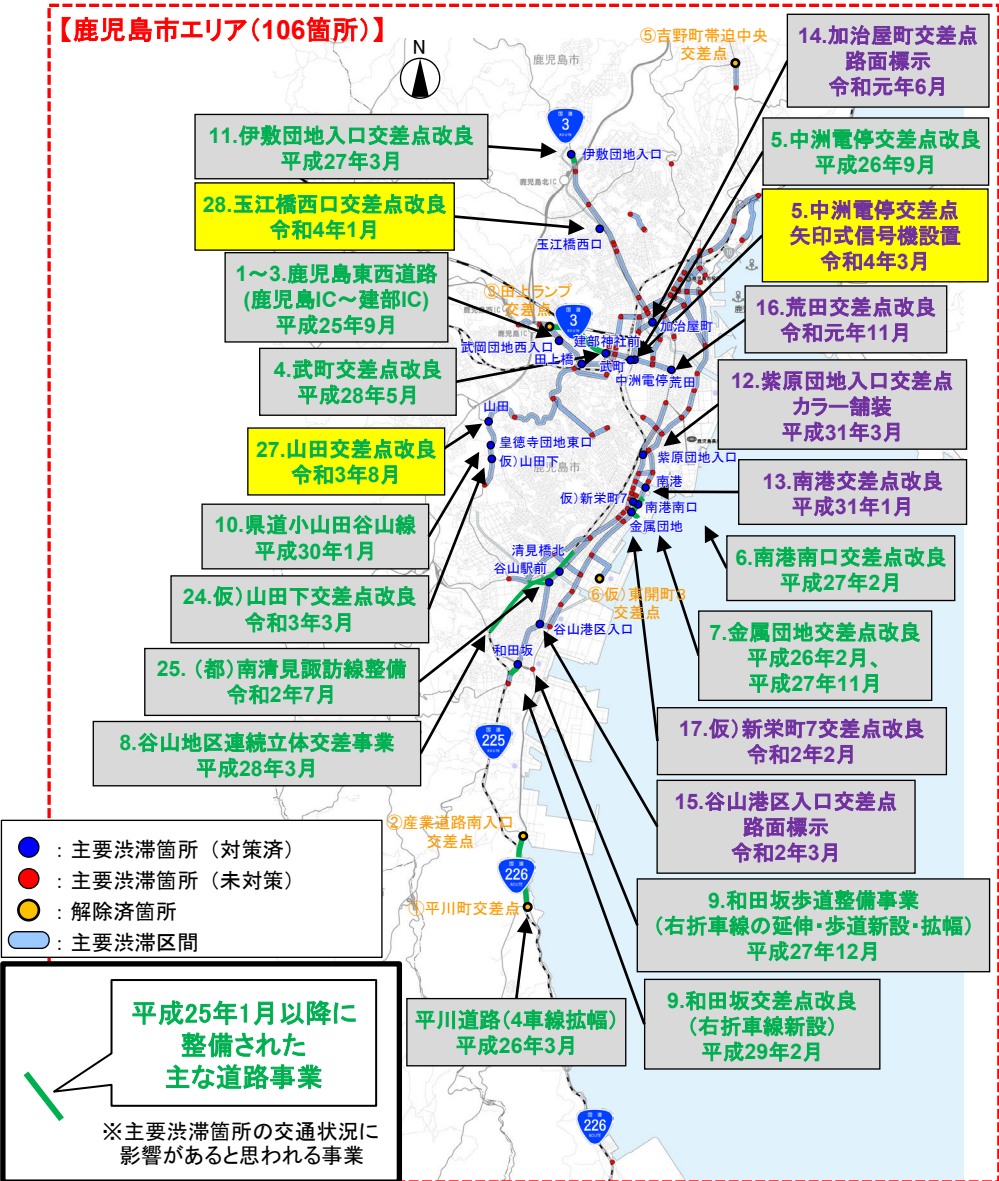 【鹿児島市エリア(106箇所)】
N
鹿児島市
⑤吉野町帯迫中央
交差点
14.加治屋町交差点
路面標示
令和元年6月
国道
3
ROUTE
11.伊敷団地入口交差点改良
平成27年3月
伊敷団地入口
鹿児島北IC
5.中洲電停交差点改良
平成26年9月
28.玉江橋西口交差点改良
令和4年1月
玉江橋西口
5.中洲電停交差点
矢印式信号機設置
令和4年3月
1~3.鹿児島東西道路
(鹿児島IC~建部IC)
平成25年9月
③田上ランプ
交差点
国道
3
ROUTE
加治屋町
16.荒田交差点改良
令和元年11月
武岡団地西入口
建部神社前
田上橋
武町
中洲電停
荒田
4.武町交差点改良
平成28年5月
12.紫原団地入口交差点
カラー舗装
平成31年3月
山田
皇徳寺団地東口
仮)山田下
鹿児島市
紫原団地入口
27.山田交差点改良
令和3年8月
南港
13.南港交差点改良
平成31年1月
仮)新栄町7
南港南口
金属団地
10.県道小山田谷山線
平成30年1月
6.南港南口交差点改良
平成27年2月
清見橋北
谷山駅前
24.仮)山田下交差点改良
令和3年3月
⑥仮)東開町3
交差点
7.金属団地交差点改良
平成26年2月、
平成27年11月
谷山港区入口
25.(都)南清見諏訪線整備
令和2年7月
和田坂
17.仮)新栄町7交差点改良
令和2年2月
8.谷山地区連続立体交差事業
平成28年3月
国道
225
ROUTE
15.谷山港区入口交差点
路面標示
令和2年3月
②産業道路南入口
交差点
:主要渋滞箇所(対策済)
:主要渋滞箇所(未対策)
:解除済箇所
:主要渋滞区間
国道
226
ROUTE
①平川町交差点
9.和田坂歩道整備事業
(右折車線の延伸・歩道新設・拡幅)
平成27年12月
平成25年1月以降に
整備された
主な道路事業
※主要渋滞箇所の交通状況に
影響があると思われる事業
平川道路(4車線拡幅)
平成26年3月
9.和田坂交差点改良
(右折車線新設)
平成29年2月
国道
226
ROUTE